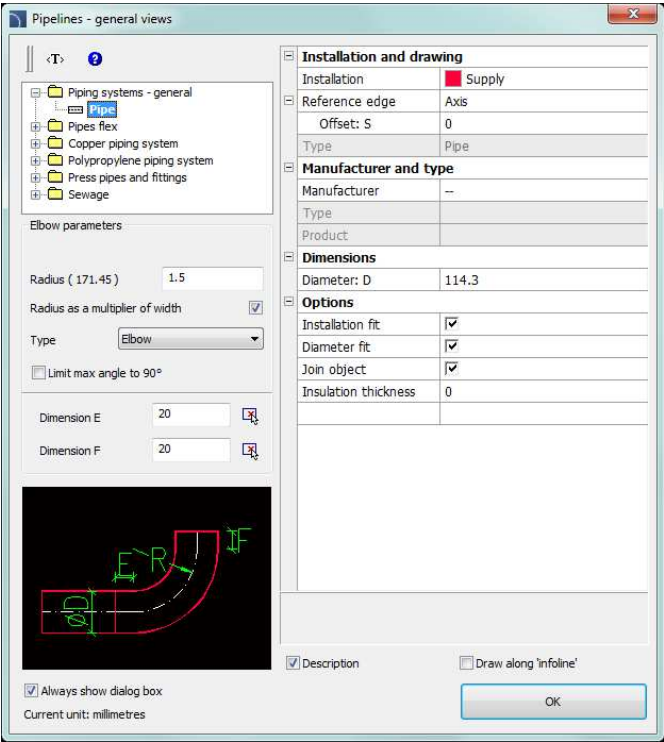 Pipelines - general views
x
<T> ?
Piping systems - general
Pipe
Pipes flex
Copper piping system
Polypropylene piping system
Press pipes and fittings
Sewage
Elbow parameters
Radius ( 171.45 ) 1.5
Radius as a multiplier of width
Type Elbow
Limit max angle to 90°
Dimension E 20
Dimension F 20
F
E R
øD
Always show dialog box
Current unit: millimetres
Installation and drawing
Installation Supply
Reference edge Axis
Offset: S 0
Type Pipe
Manufacturer and type
Manufacturer --
Type
Product
Dimensions
Diameter: D 114.3
Options
Installation fit
Diameter fit
Join object
Insulation thickness 0
Description Draw along 'infoline'
OK